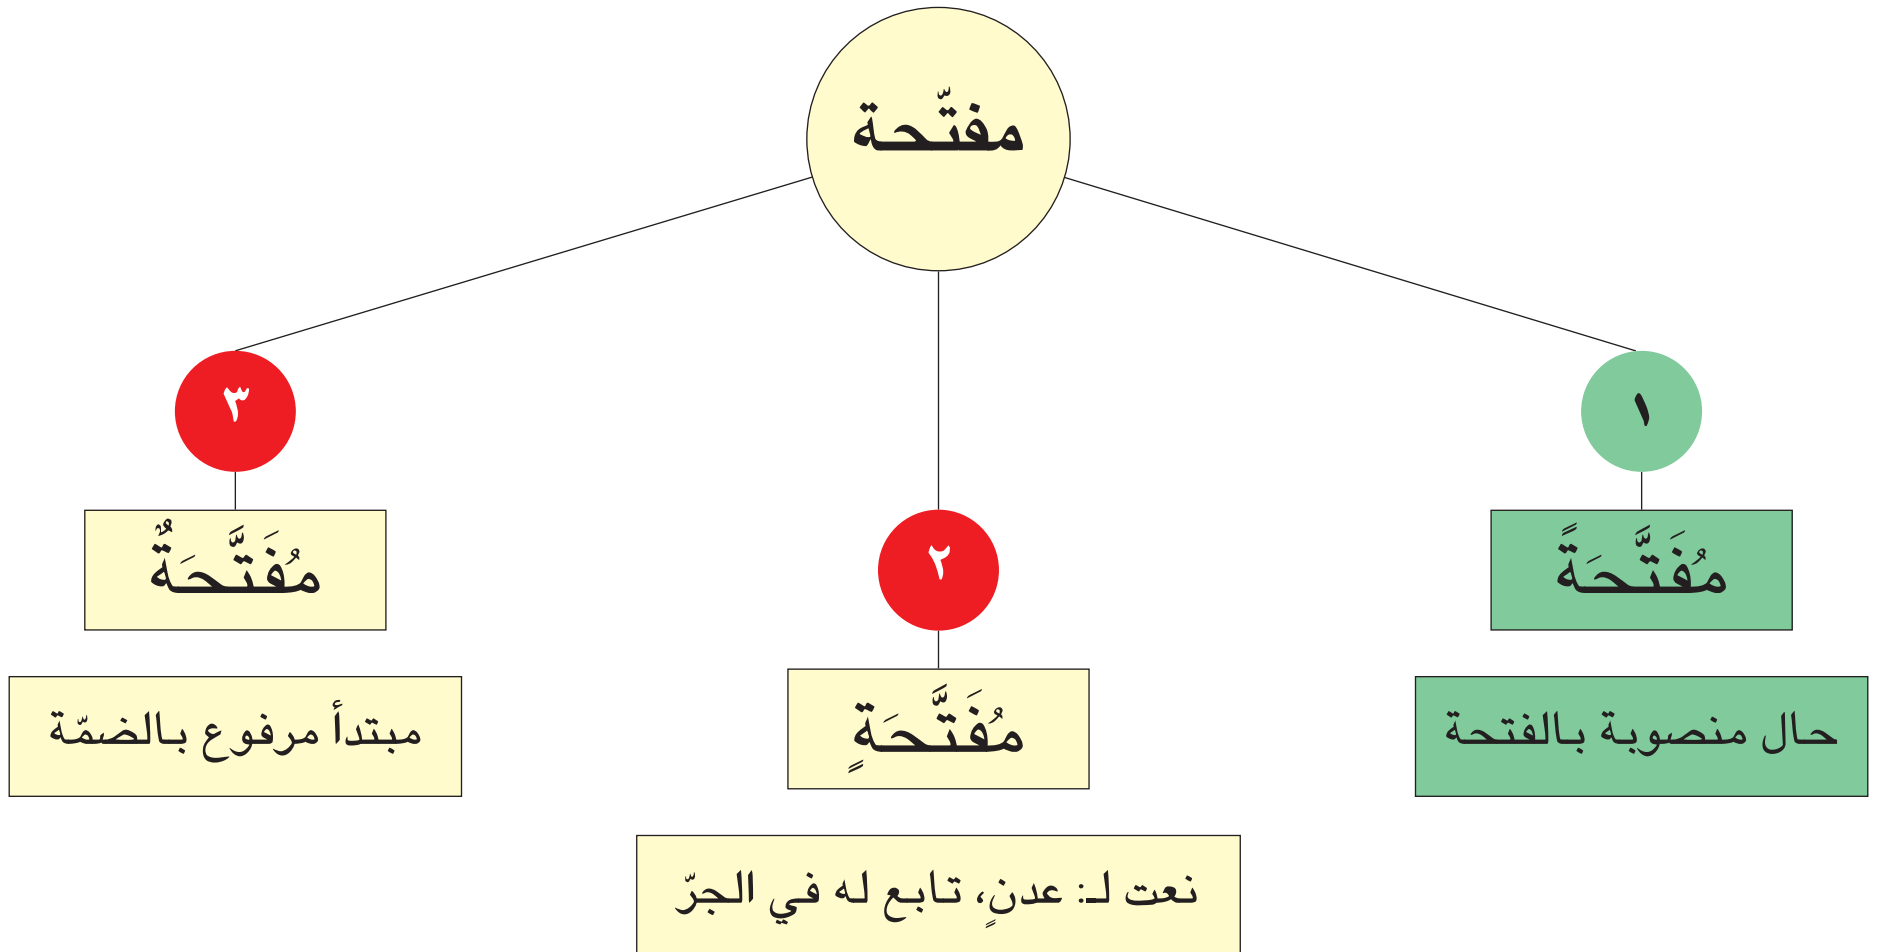 مفتّحة
١
مُفَتَّحَةً
حال منصوبة بالفتحة
٢
مُفَتَّحَةٍ
نعت لـ: عدنٍ، تابع له في الجرّ
٣
مُفَتَّحَةٌ
مبتدأ مرفوع بالضمّة